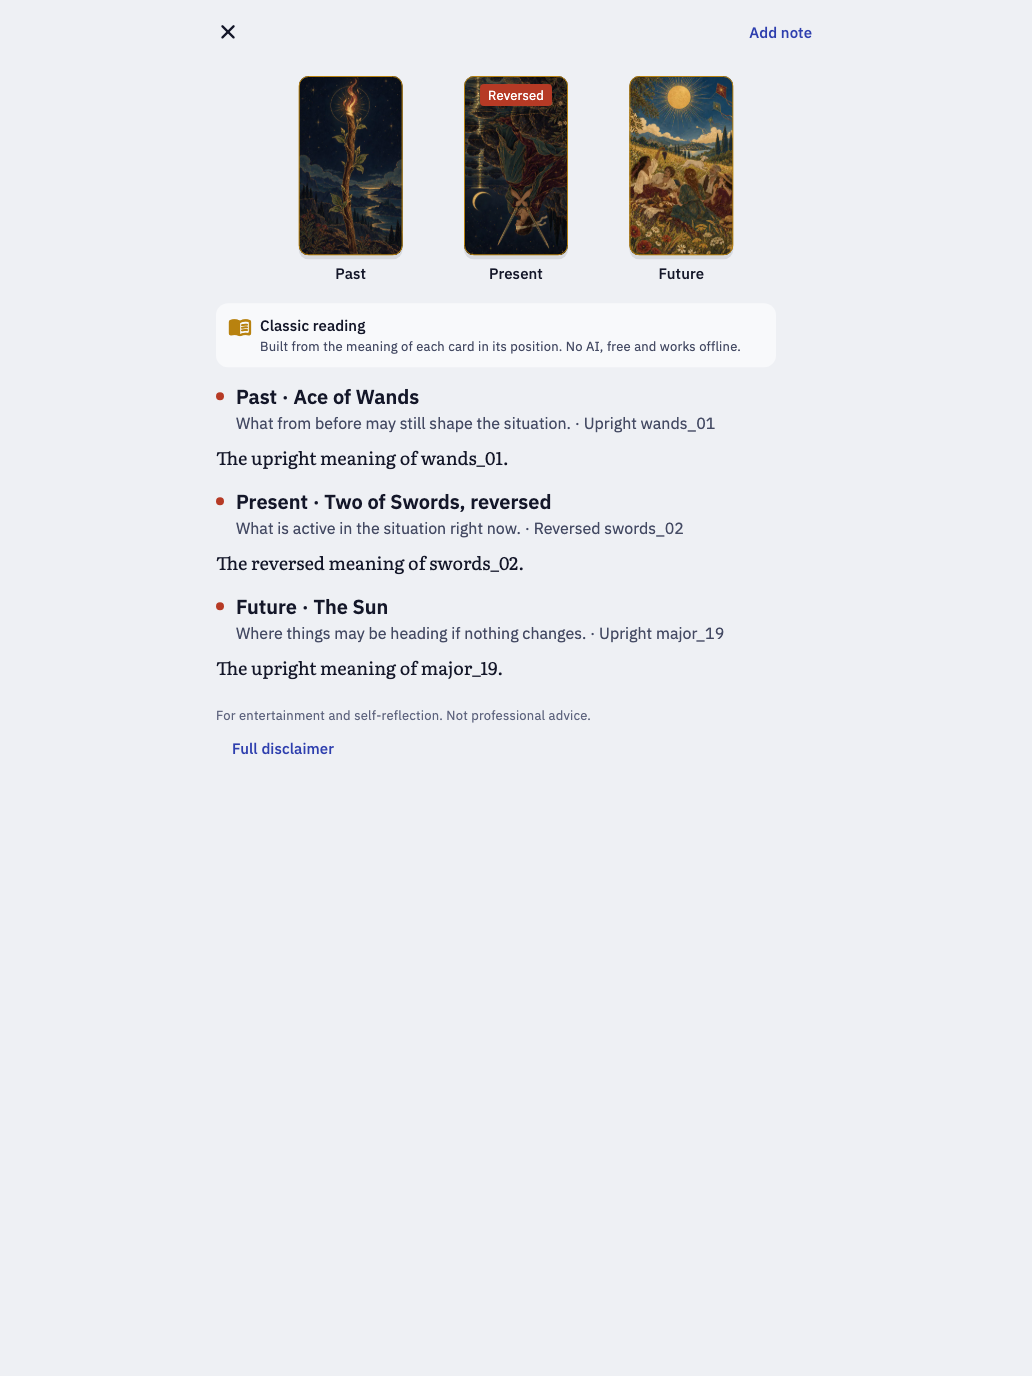 Add note
Reversed
Past
Present
Future
Classic reading
Built from the meaning of each card in its position. No AI, free and works offline.
Past · Ace of Wands
What from before may still shape the situation. · Upright wands_01
The upright meaning of wands_01.
Present · Two of Swords, reversed
What is active in the situation right now. · Reversed swords_02
The reversed meaning of swords_02.
Future · The Sun
Where things may be heading if nothing changes. · Upright major_19
The upright meaning of major_19.
For entertainment and self-reflection. Not professional advice.
Full disclaimer